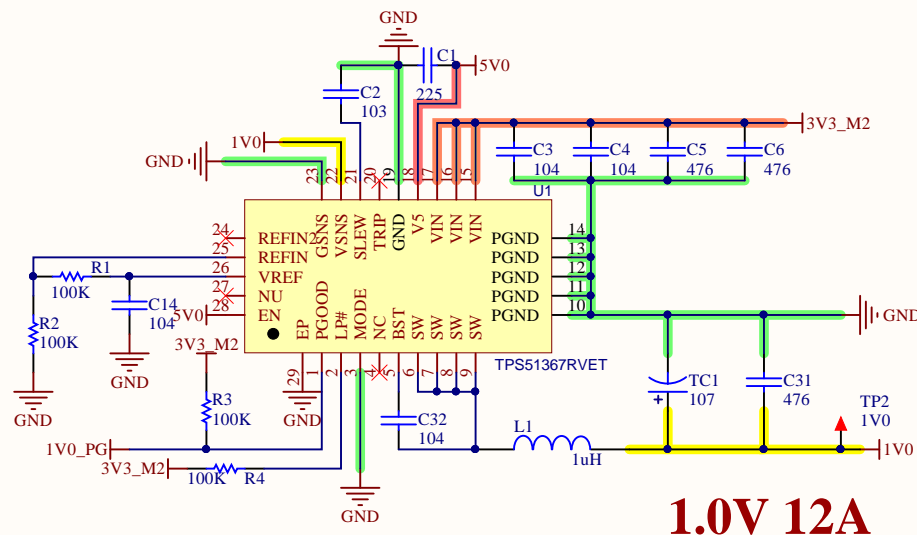 GND
C1
5V0
225
C2
103
1V0
GND
3V3_M2
C3
104
C4
104
C5
476
C6
476
23
22
21
20
19
18
17
16
15
U1
GSNS
VSNS
SLEW
TRIP
GND
V5
VIN
VIN
VIN
24
REFIN2
25
REFIN
26
VREF
27
NU
28
EN
5V0
PGND
14
PGND
13
PGND
12
PGND
11
PGND
10
R1
100K
C14
104
R2
100K
GND
GND
3V3_M2
EP
PGOOD
LP#
MODE
NC
BST
SW
SW
SW
SW
TPS51367RVET
29
1
2
3
4
5
6
7
8
9
GND
GND
R3
100K
1V0_PG
3V3_M2
100K
R4
GND
C32
104
L1
1uH
TC1
+
107
C31
476
TP2
1V0
1V0
1.0V 12A